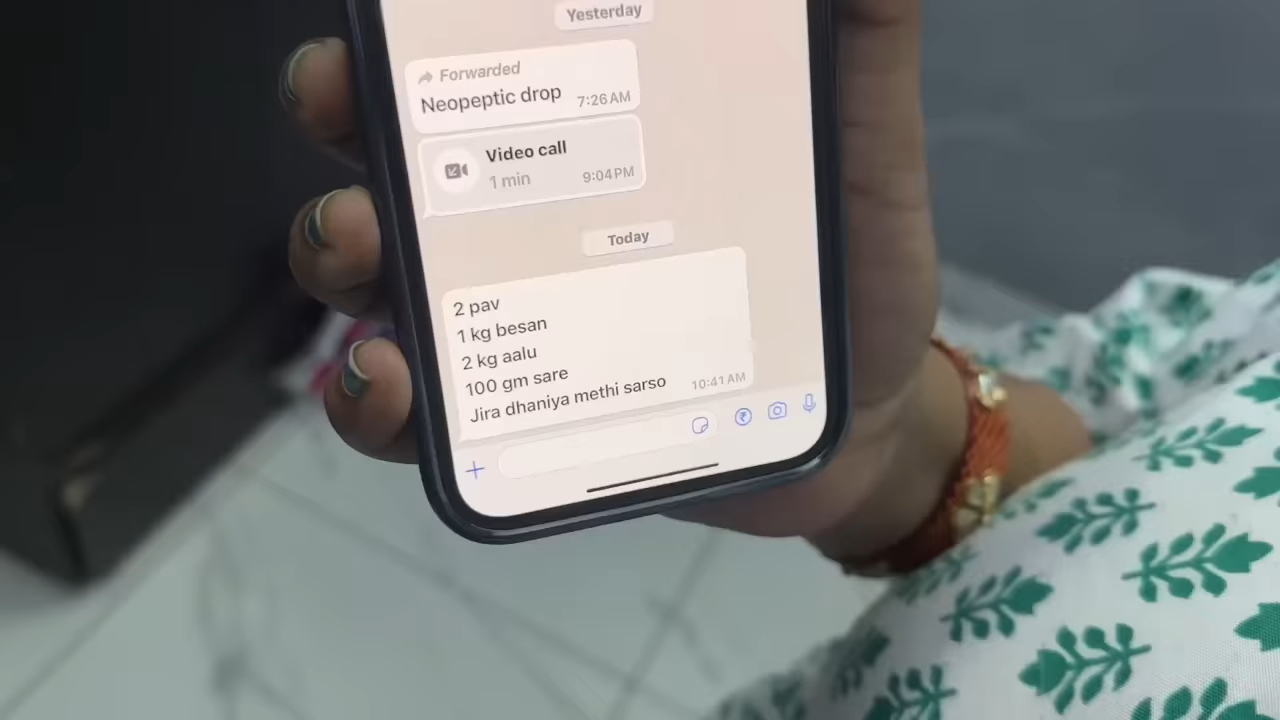 Yesterday
Forwarded
Neopeptic drop 7:26 AM
Video call
1 min 9:04 PM
Today
2 pav
1 kg besan
2 kg aalu
100 gm sare
Jira dhaniya methi sarso 10:41 AM